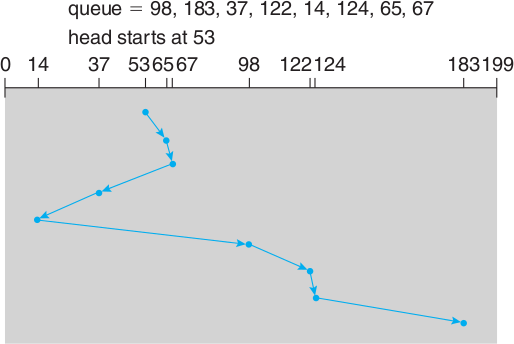 queue = 98, 183, 37, 122, 14, 124, 65, 67
head starts at 53
0 14 37 53 65 67 98 122 124 183 199